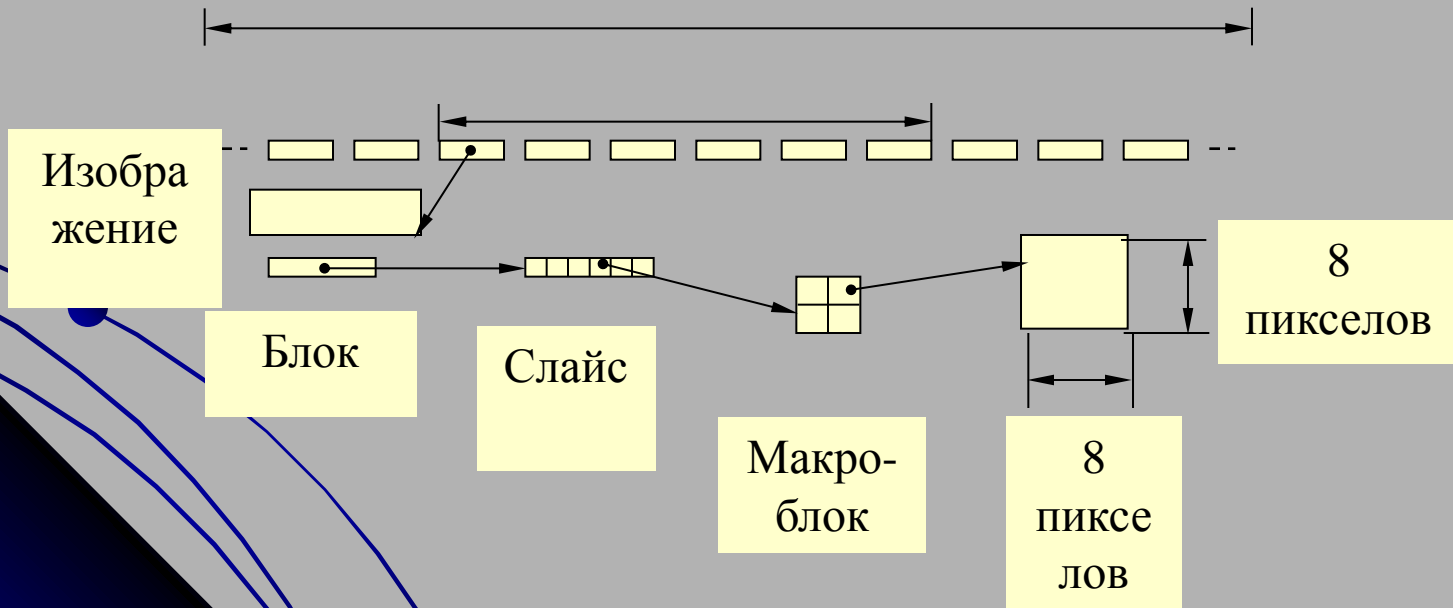 Изобра
жение
Блок
Слайс
Макро-
блок
8
пикселов
8
пиксе
лов